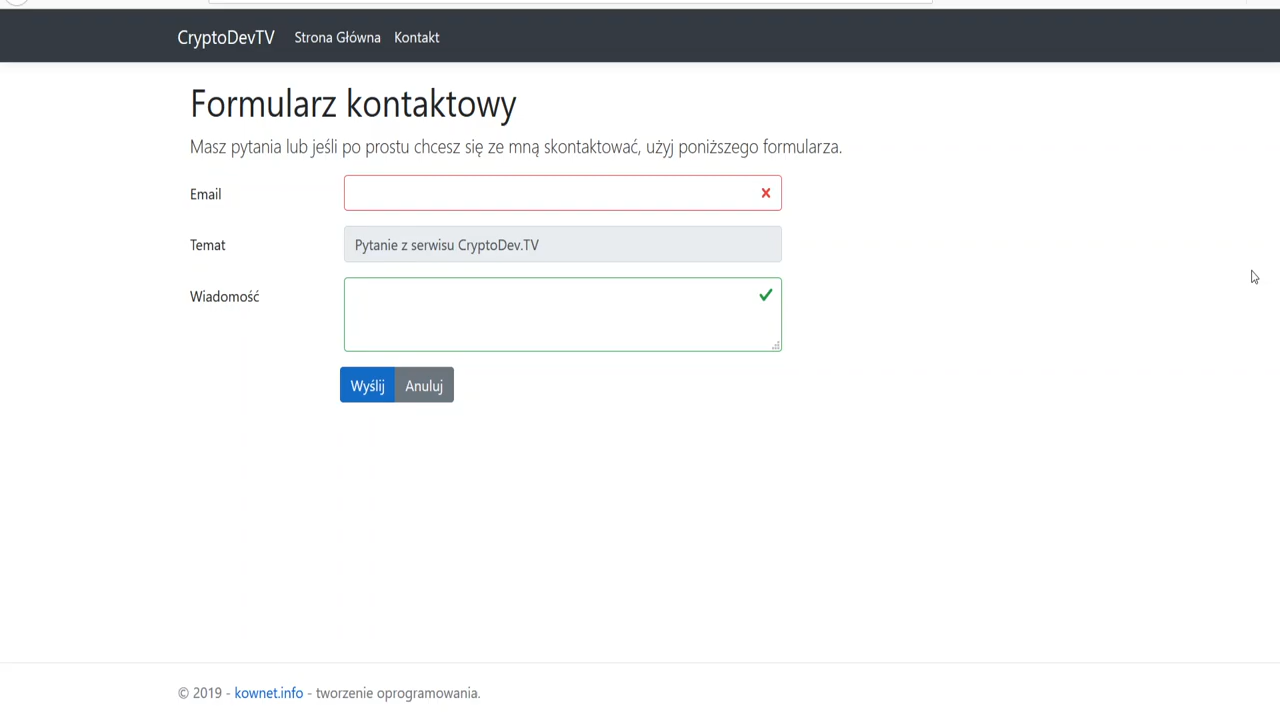 CryptoDevTV Strona Główna Kontakt
Formularz kontaktowy
Masz pytania lub jeśli po prostu chcesz się ze mną skontaktować, użyj poniższego formularza.
Email
Temat Pytanie z serwisu CryptoDev.TV
Wiadomość
Wyślij Anuluj
© 2019 - kownet.info - tworzenie oprogramowania.